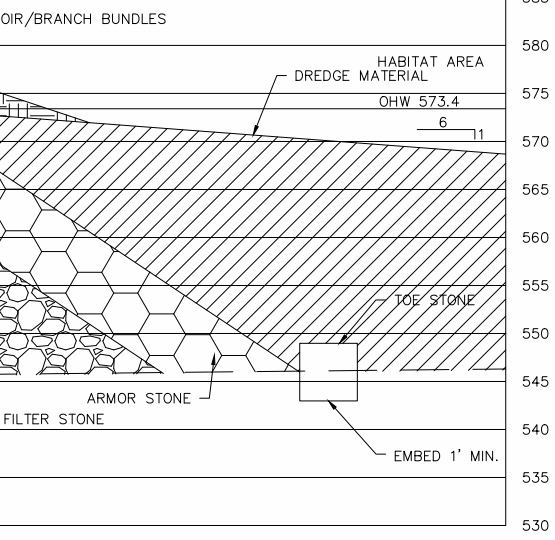 OIR/BRANCH BUNDLES
580
HABITAT AREA
DREDGE MATERIAL
575
OHW 573.4
6
1
570
565
560
555
TOE STONE
550
545
ARMOR STONE
FILTER STONE
540
EMBED 1' MIN.
535
530